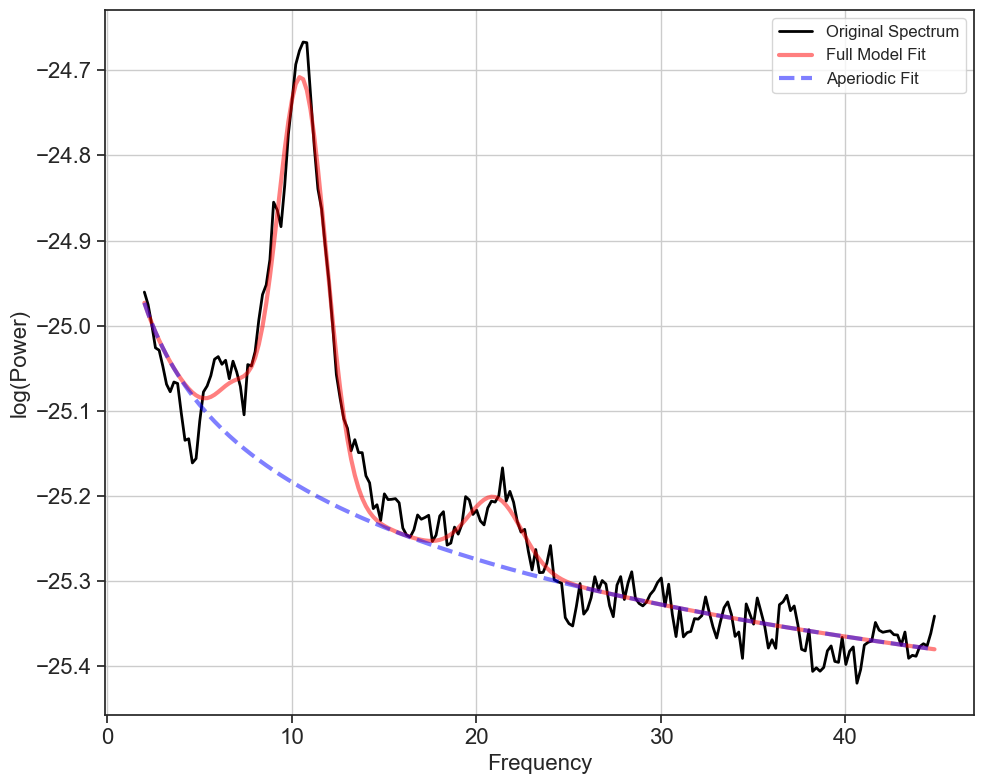 Original Spectrum
Full Model Fit
Aperiodic Fit
−24.7
−24.8
−24.9
−25.0
−25.1
−25.2
−25.3
−25.4
log(Power)
0 10 20 30 40
Frequency